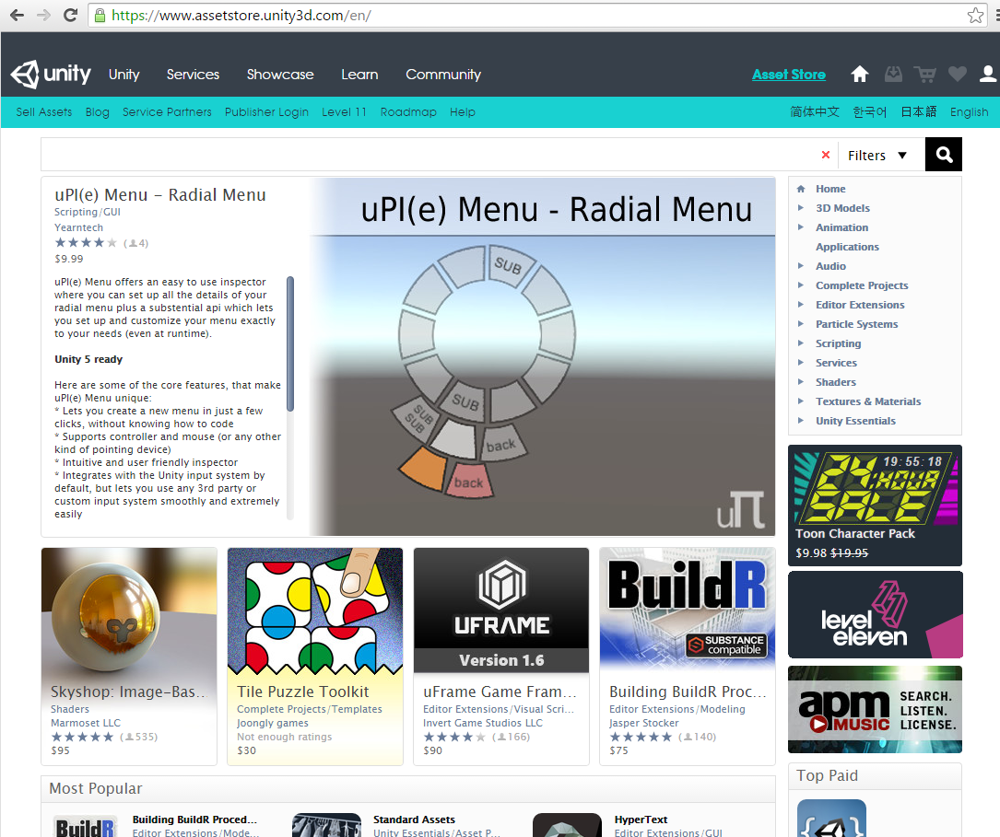 https://www.assetstore.unity3d.com/en/
unity Unity Services Showcase Learn Community Asset Store
Sell Assets Blog Service Partners Publisher Login Level 11 Roadmap Help 简体中文 한국어 日本語 English
Filters
uPI(e) Menu - Radial Menu
Scripting/GUI
Yearntech
(4)
$9.99
uPI(e) Menu offers an easy to use inspector
where you can set up all the details of your
radial menu plus a substential api which lets
you set up and customize your menu exactly
to your needs (even at runtime).
Unity 5 ready
Here are some of the core features, that make
uPI(e) Menu unique:
* Lets you create a new menu in just a few
clicks, without knowing how to code
* Supports controller and mouse (or any other
kind of pointing device)
* Intuitive and user friendly inspector
* Integrates with the Unity input system by
default, but lets you use any 3rd party or
custom input system smoothly and extremely
easily
uPI(e) Menu - Radial Menu
SUB
SUB
SUB
SUB
back
back
uπ
Home
3D Models
Animation
Applications
Audio
Complete Projects
Editor Extensions
Particle Systems
Scripting
Services
Shaders
Textures & Materials
Unity Essentials
19:55:18
24 HOUR
SALE
Toon Character Pack
$9.98 $19.95
level
eleven
11
apm
MUSIC
SEARCH.
LISTEN.
LICENSE.
Skyshop: Image-Bas...
Shaders
Marmoset LLC
(535)
$95
Tile Puzzle Toolkit
Complete Projects/Templates
Joongly games
Not enough ratings
$30
UFRAME
Version 1.6
uFrame Game Fram...
Editor Extensions/Visual Scri...
Invert Game Studios LLC
(166)
$90
BuildR
SUBSTANCE
compatible
Building BuildR Proc...
Editor Extensions/Modeling
Jasper Stocker
(140)
$75
Most Popular
BuildR
Building BuildR Proced...
Editor Extensions/Mode...
Standard Assets
Unity Essentials/Asset P...
HyperText
Editor Extensions/GUI
Top Paid